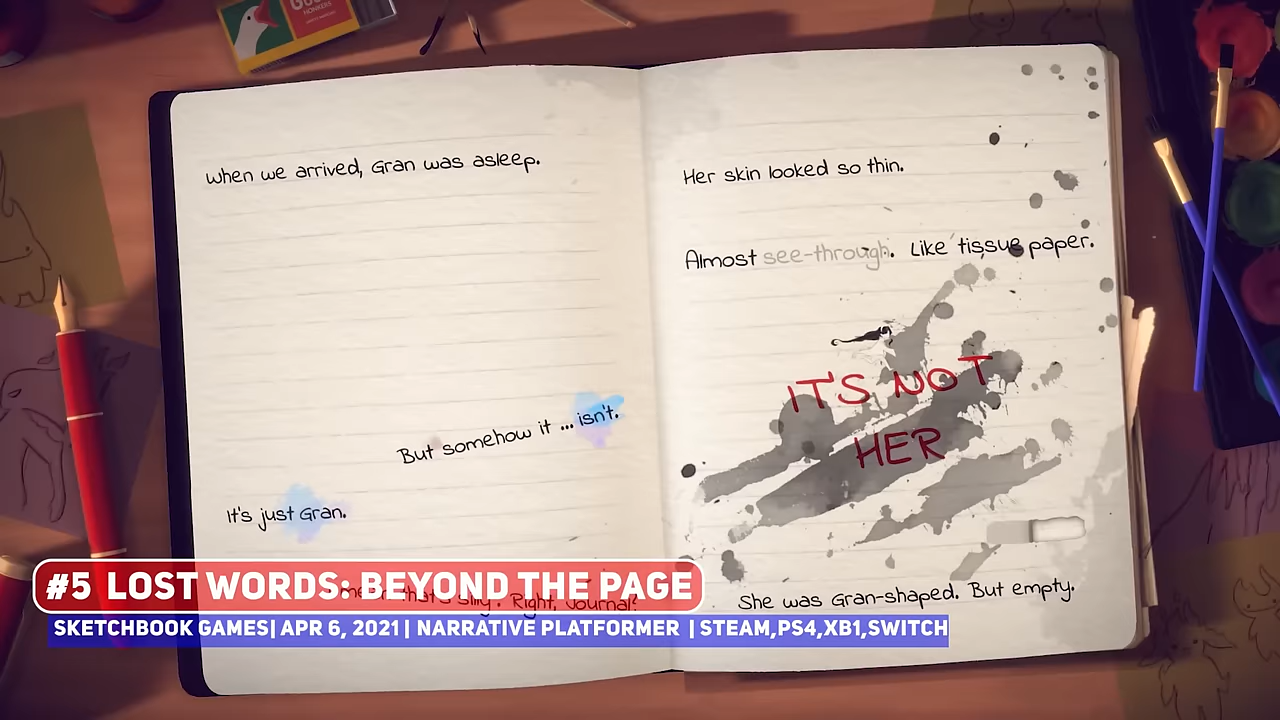 HONKERS
When we arrived, Gran was asleep.
But somehow it ... isn't.
It's just Gran.
that's silly. Right, Journal?
Her skin looked so thin.
Almost see-through. Like tissue paper.
IT'S NOT
HER
She was Gran-shaped. But empty.
#5 LOST WORDS: BEYOND THE PAGE
SKETCHBOOK GAMES| APR 6, 2021 | NARRATIVE PLATFORMER | STEAM,PS4,XB1,SWITCH